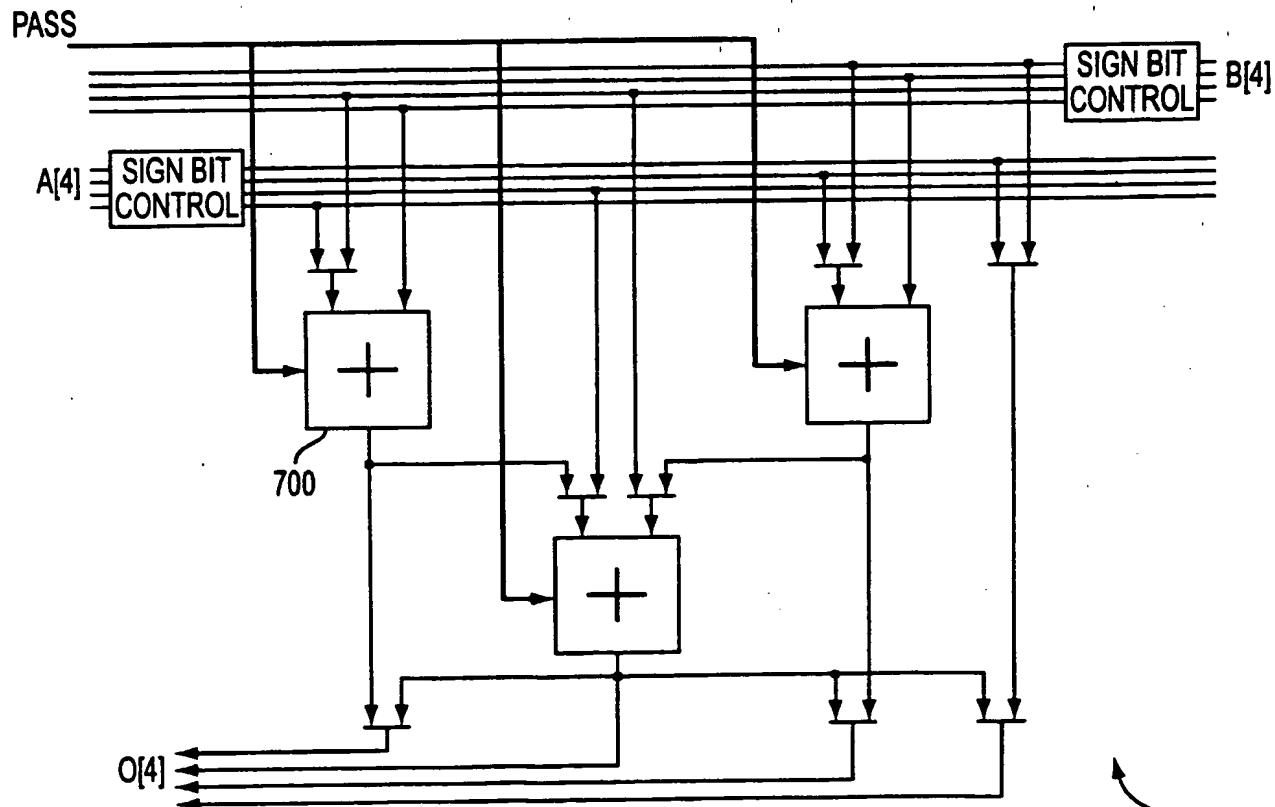 PASS
SIGN BIT
CONTROL
B[4]
A[4]
SIGN BIT
CONTROL
+
+
700
+
O[4]